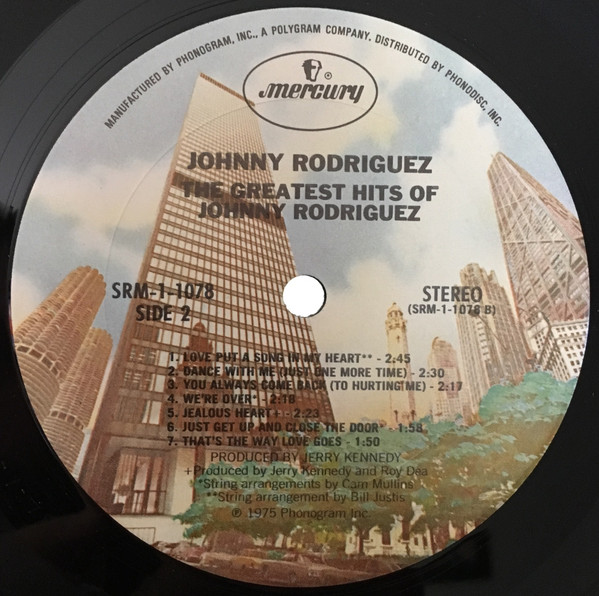 MANUFACTURED BY PHONOGRAM, INC., A POLYGRAM COMPANY. DISTRIBUTED BY PHONODISC, INC.
mercury ®
JOHNNY RODRIGUEZ
THE GREATEST HITS OF
JOHNNY RODRIGUEZ
SRM-1-1078
SIDE 2
STEREO
(SRM-1-1078 B)
1. LOVE PUT A SONG IN MY HEART** - 2:45
2. DANCE WITH ME (JUST ONE MORE TIME) - 2:30
3. YOU ALWAYS COME BACK (TO HURTING ME) - 2:17
4. WE'RE OVER* - 2:18
5. JEALOUS HEART+ - 2:23
6. JUST GET UP AND CLOSE THE DOOR* - 1:58
7. THAT'S THE WAY LOVE GOES - 1:50
PRODUCED BY JERRY KENNEDY
+Produced by Jerry Kennedy and Roy Dea
*String arrangements by Cam Mullins
**String arrangement by Bill Justis
℗ 1975 Phonogram Inc.